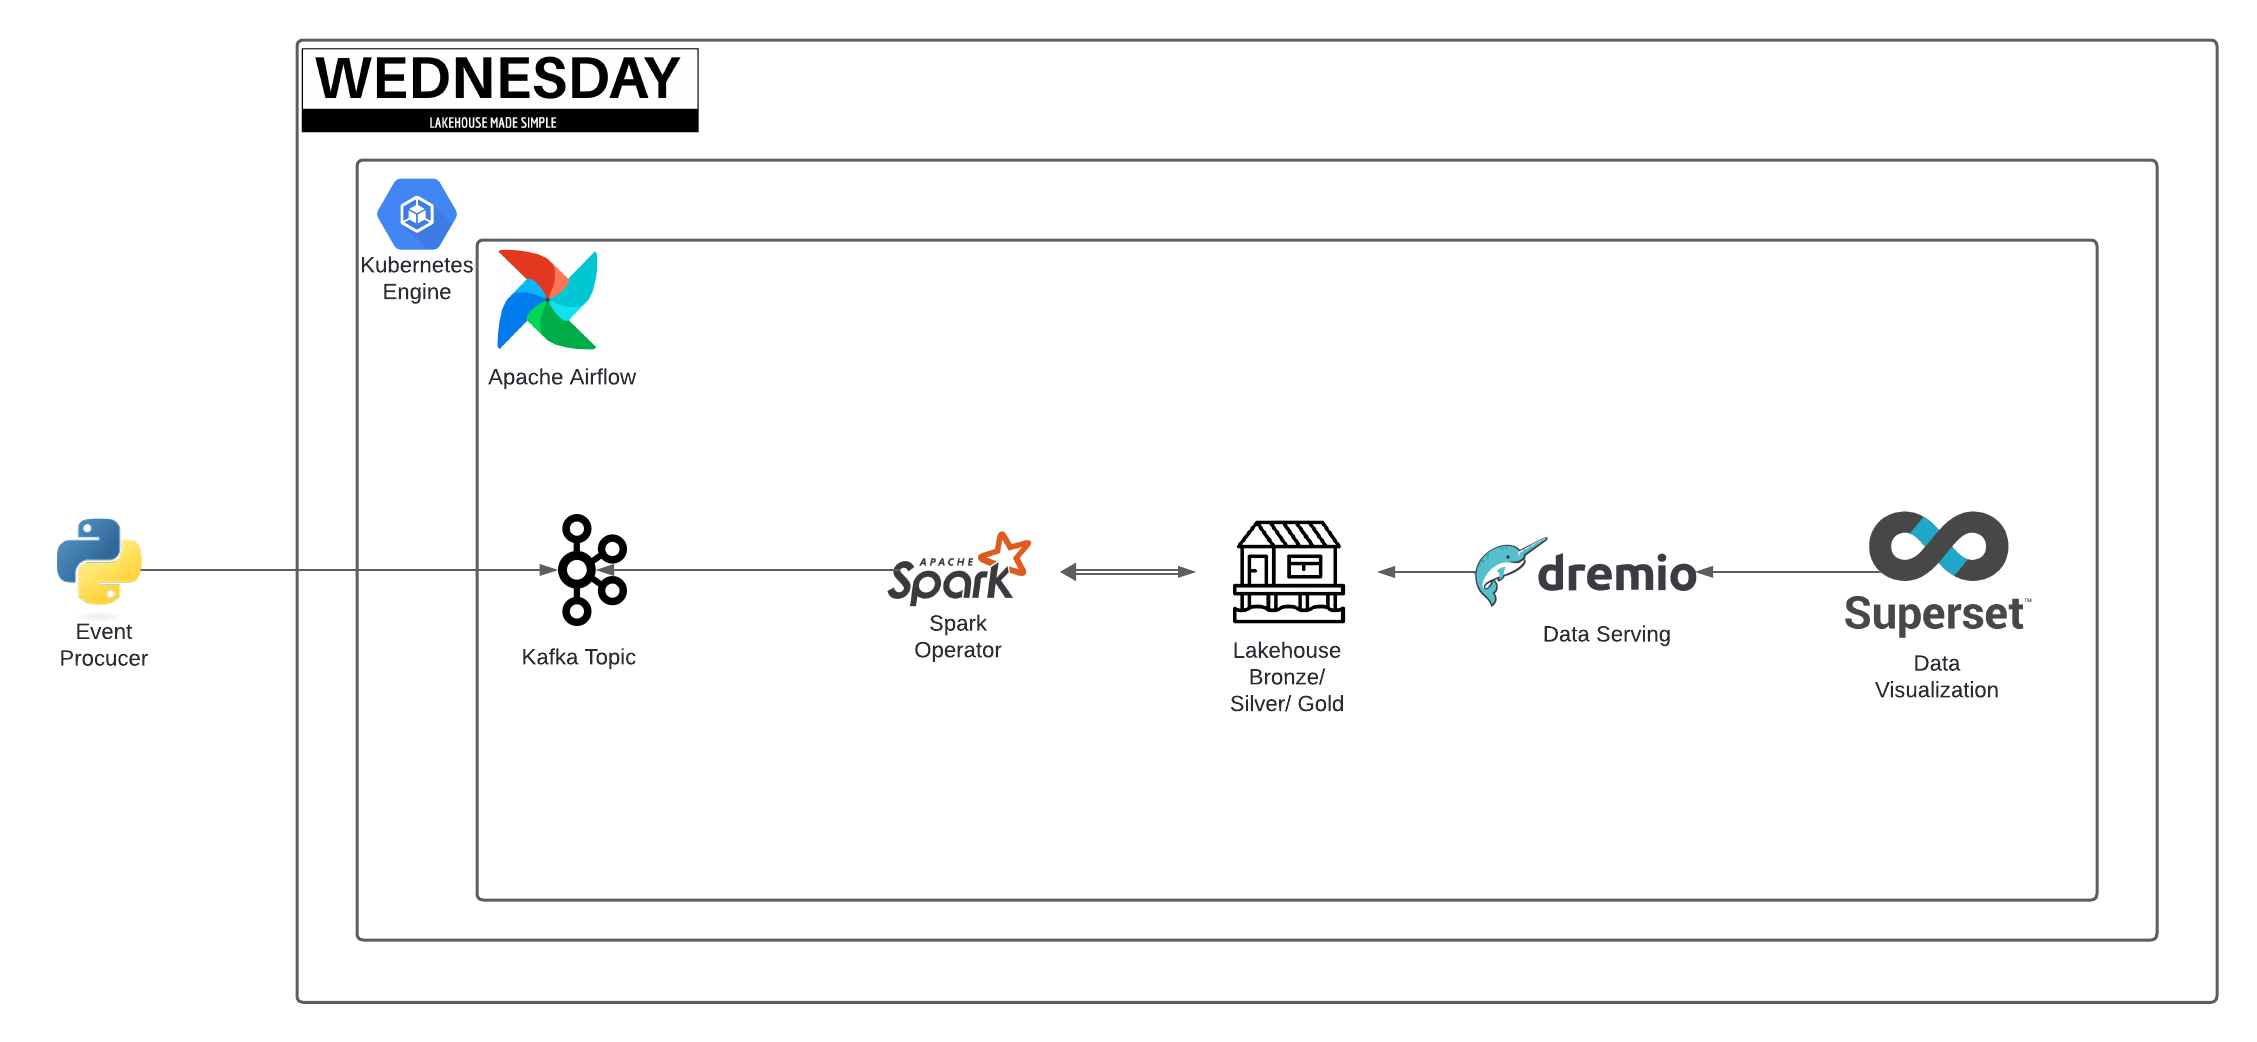 WEDNESDAY
LAKEHOUSE MADE SIMPLE
Kubernetes
Engine
Apache Airflow
Event
Procucer
Kafka Topic
APACHE
Spark
Spark
Operator
Lakehouse
Bronze/
Silver/ Gold
dremio
Data Serving
Superset™
Data
Visualization